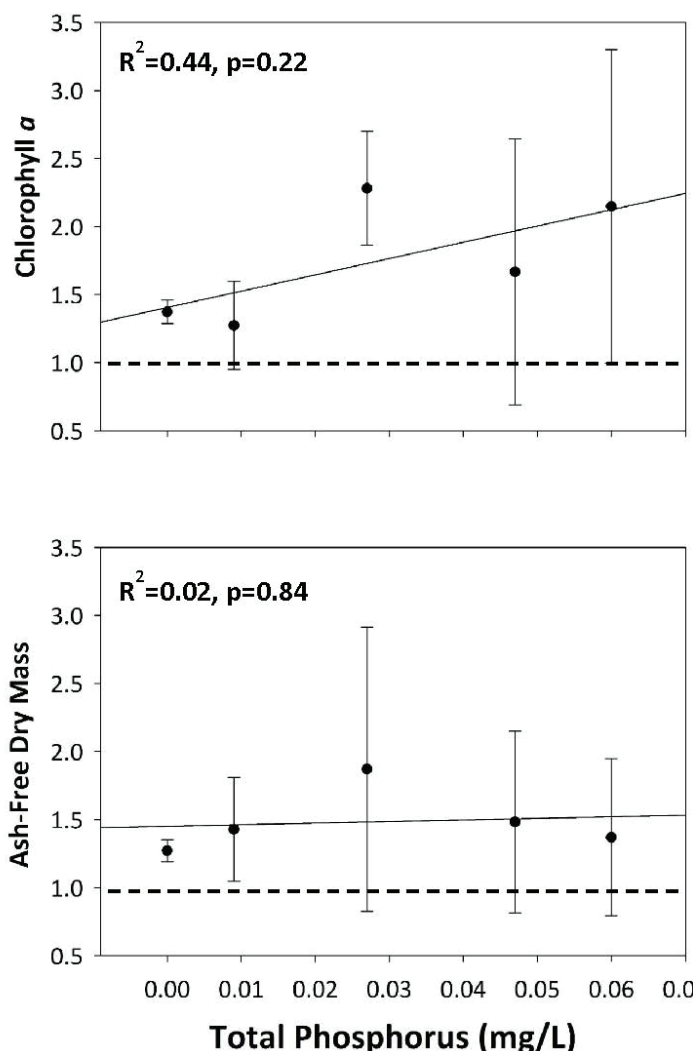 3.5
R²=0.44, p=0.22
3.0
2.5
2.0
1.5
1.0
0.5
Chlorophyll a
3.5
R²=0.02, p=0.84
3.0
2.5
2.0
1.5
1.0
0.5
Ash-Free Dry Mass
0.00 0.01 0.02 0.03 0.04 0.05 0.06 0.0
Total Phosphorus (mg/L)